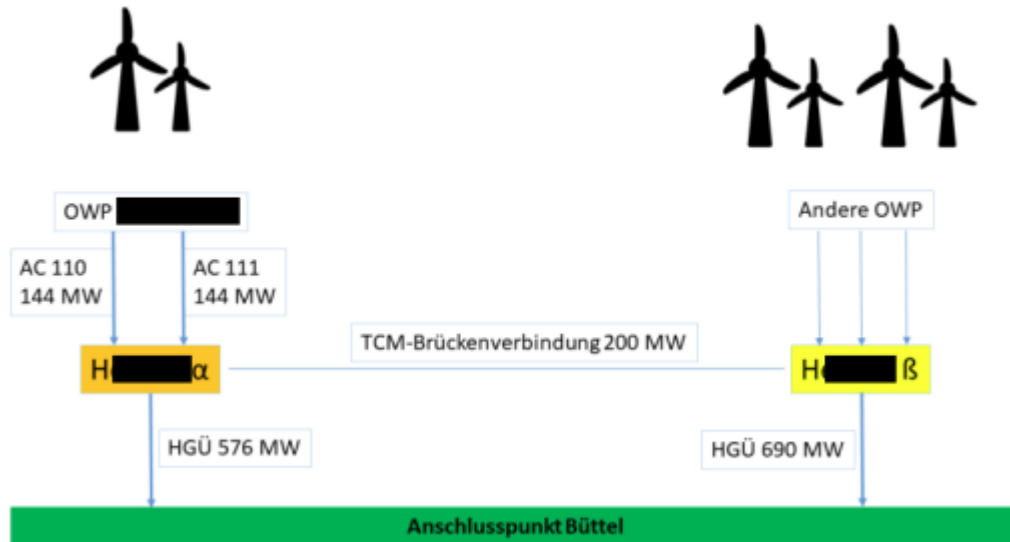 OWP
Andere OWP
AC 110
144 MW
AC 111
144 MW
TCM-Brückenverbindung 200 MW
H α
H ß
HGÜ 576 MW
HGÜ 690 MW
Anschlusspunkt Büttel